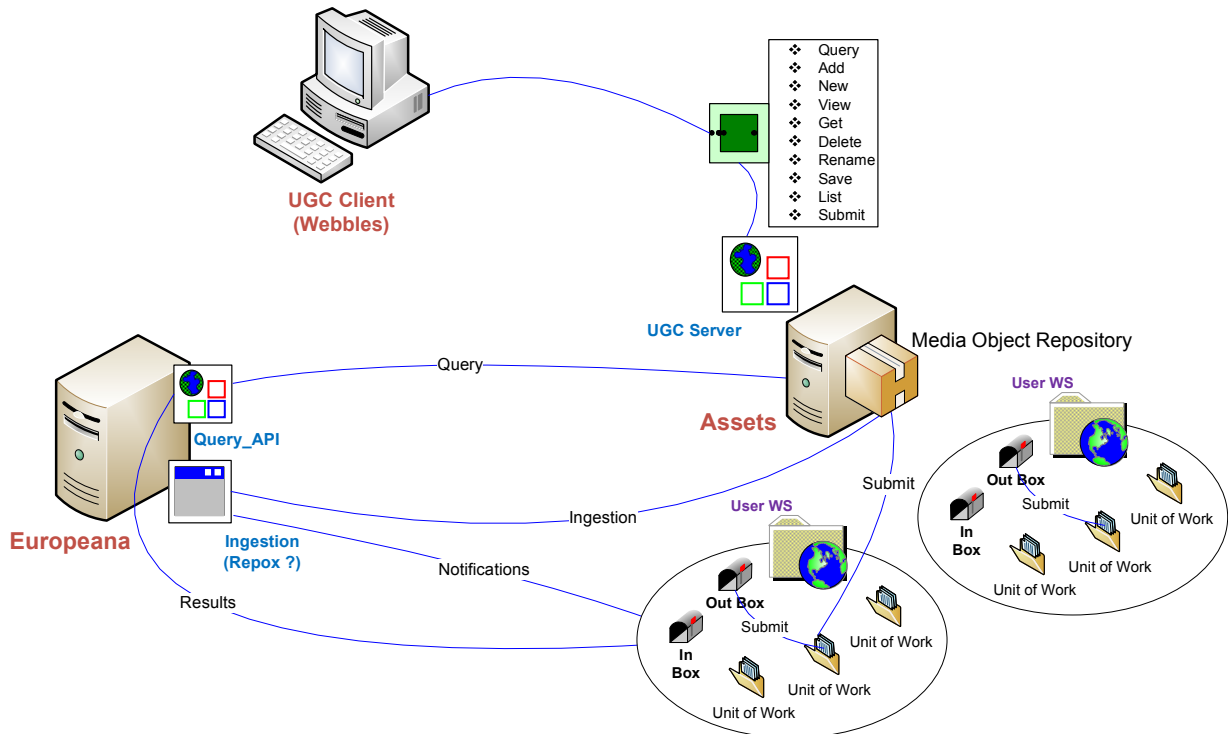 Query
Add
New
View
Get
Delete
Rename
Save
List
Submit
UGC Client
(Webbles)
UGC Server
Media Object Repository
Query
User WS
Assets
Query_API
Out Box
Submit
Submit
Unit of Work
In
Box
Unit of Work
Unit of Work
User WS
Ingestion
Europeana
Ingestion
(Repox ?)
Notifications
Results
Out Box
Submit
Unit of Work
In
Box
Unit of Work
Unit of Work